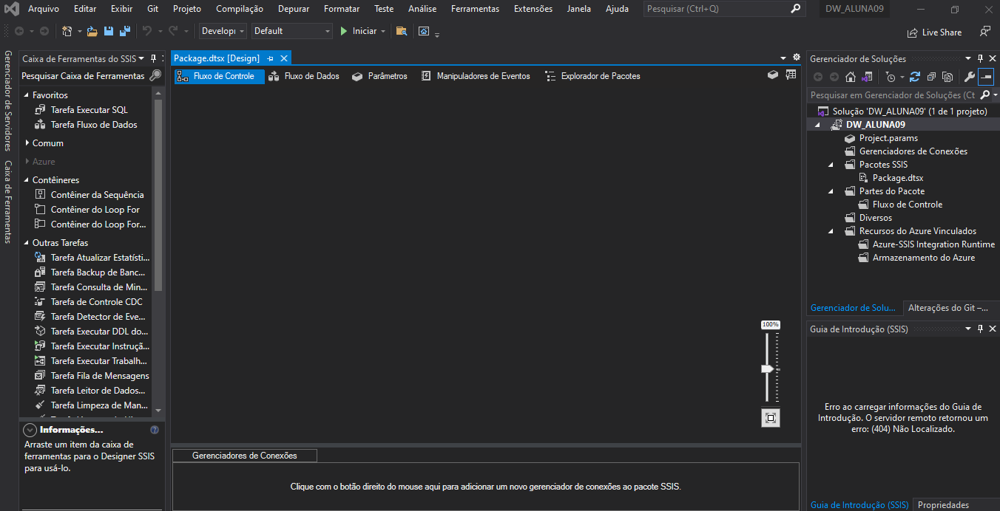 Arquivo Editar Exibir Git Projeto Compilação Depurar Formatar Teste Análise Ferramentas Extensões Janela Ajuda Pesquisar (Ctrl+Q) DW_ALUNA09
Develop Default Iniciar Live Share
Gerenciador de Servidores
Caixa de Ferramentas
Caixa de Ferramentas do SSIS
Pesquisar Caixa de Ferramentas
Favoritos
Tarefa Executar SQL
Tarefa Fluxo de Dados
Comum
Azure
Contêineres
Contêiner da Sequência
Contêiner do Loop For
Contêiner do Loop For...
Outras Tarefas
Tarefa Atualizar Estatísti...
Tarefa Backup de Banc...
Tarefa Consulta de Min...
Tarefa de Controle CDC
Tarefa Detector de Eve...
Tarefa Executar DDL do...
Tarefa Executar Instruçã...
Tarefa Executar Trabalh...
Tarefa Fila de Mensagens
Tarefa Leitor de Dados...
Tarefa Limpeza de Man...
Informações...
Arraste um item da caixa de
ferramentas para o Designer SSIS
para usá-lo.
Package.dtsx [Design]
Fluxo de Controle Fluxo de Dados Parâmetros Manipuladores de Eventos Explorador de Pacotes
100%
Gerenciadores de Conexões
Clique com o botão direito do mouse aqui para adicionar um novo gerenciador de conexões ao pacote SSIS.
Gerenciador de Soluções
Pesquisar em Gerenciador de Soluções (Ct
Solução 'DW_ALUNA09' (1 de 1 projeto)
DW_ALUNA09
Project.params
Gerenciadores de Conexões
Pacotes SSIS
Package.dtsx
Partes do Pacote
Fluxo de Controle
Diversos
Recursos do Azure Vinculados
Azure-SSIS Integration Runtime
Armazenamento do Azure
Gerenciador de Solu... Alterações do Git –...
Guia de Introdução (SSIS)
Erro ao carregar informações do Guia de
Introdução. O servidor remoto retornou um
erro: (404) Não Localizado.
Guia de Introdução (SSIS) Propriedades